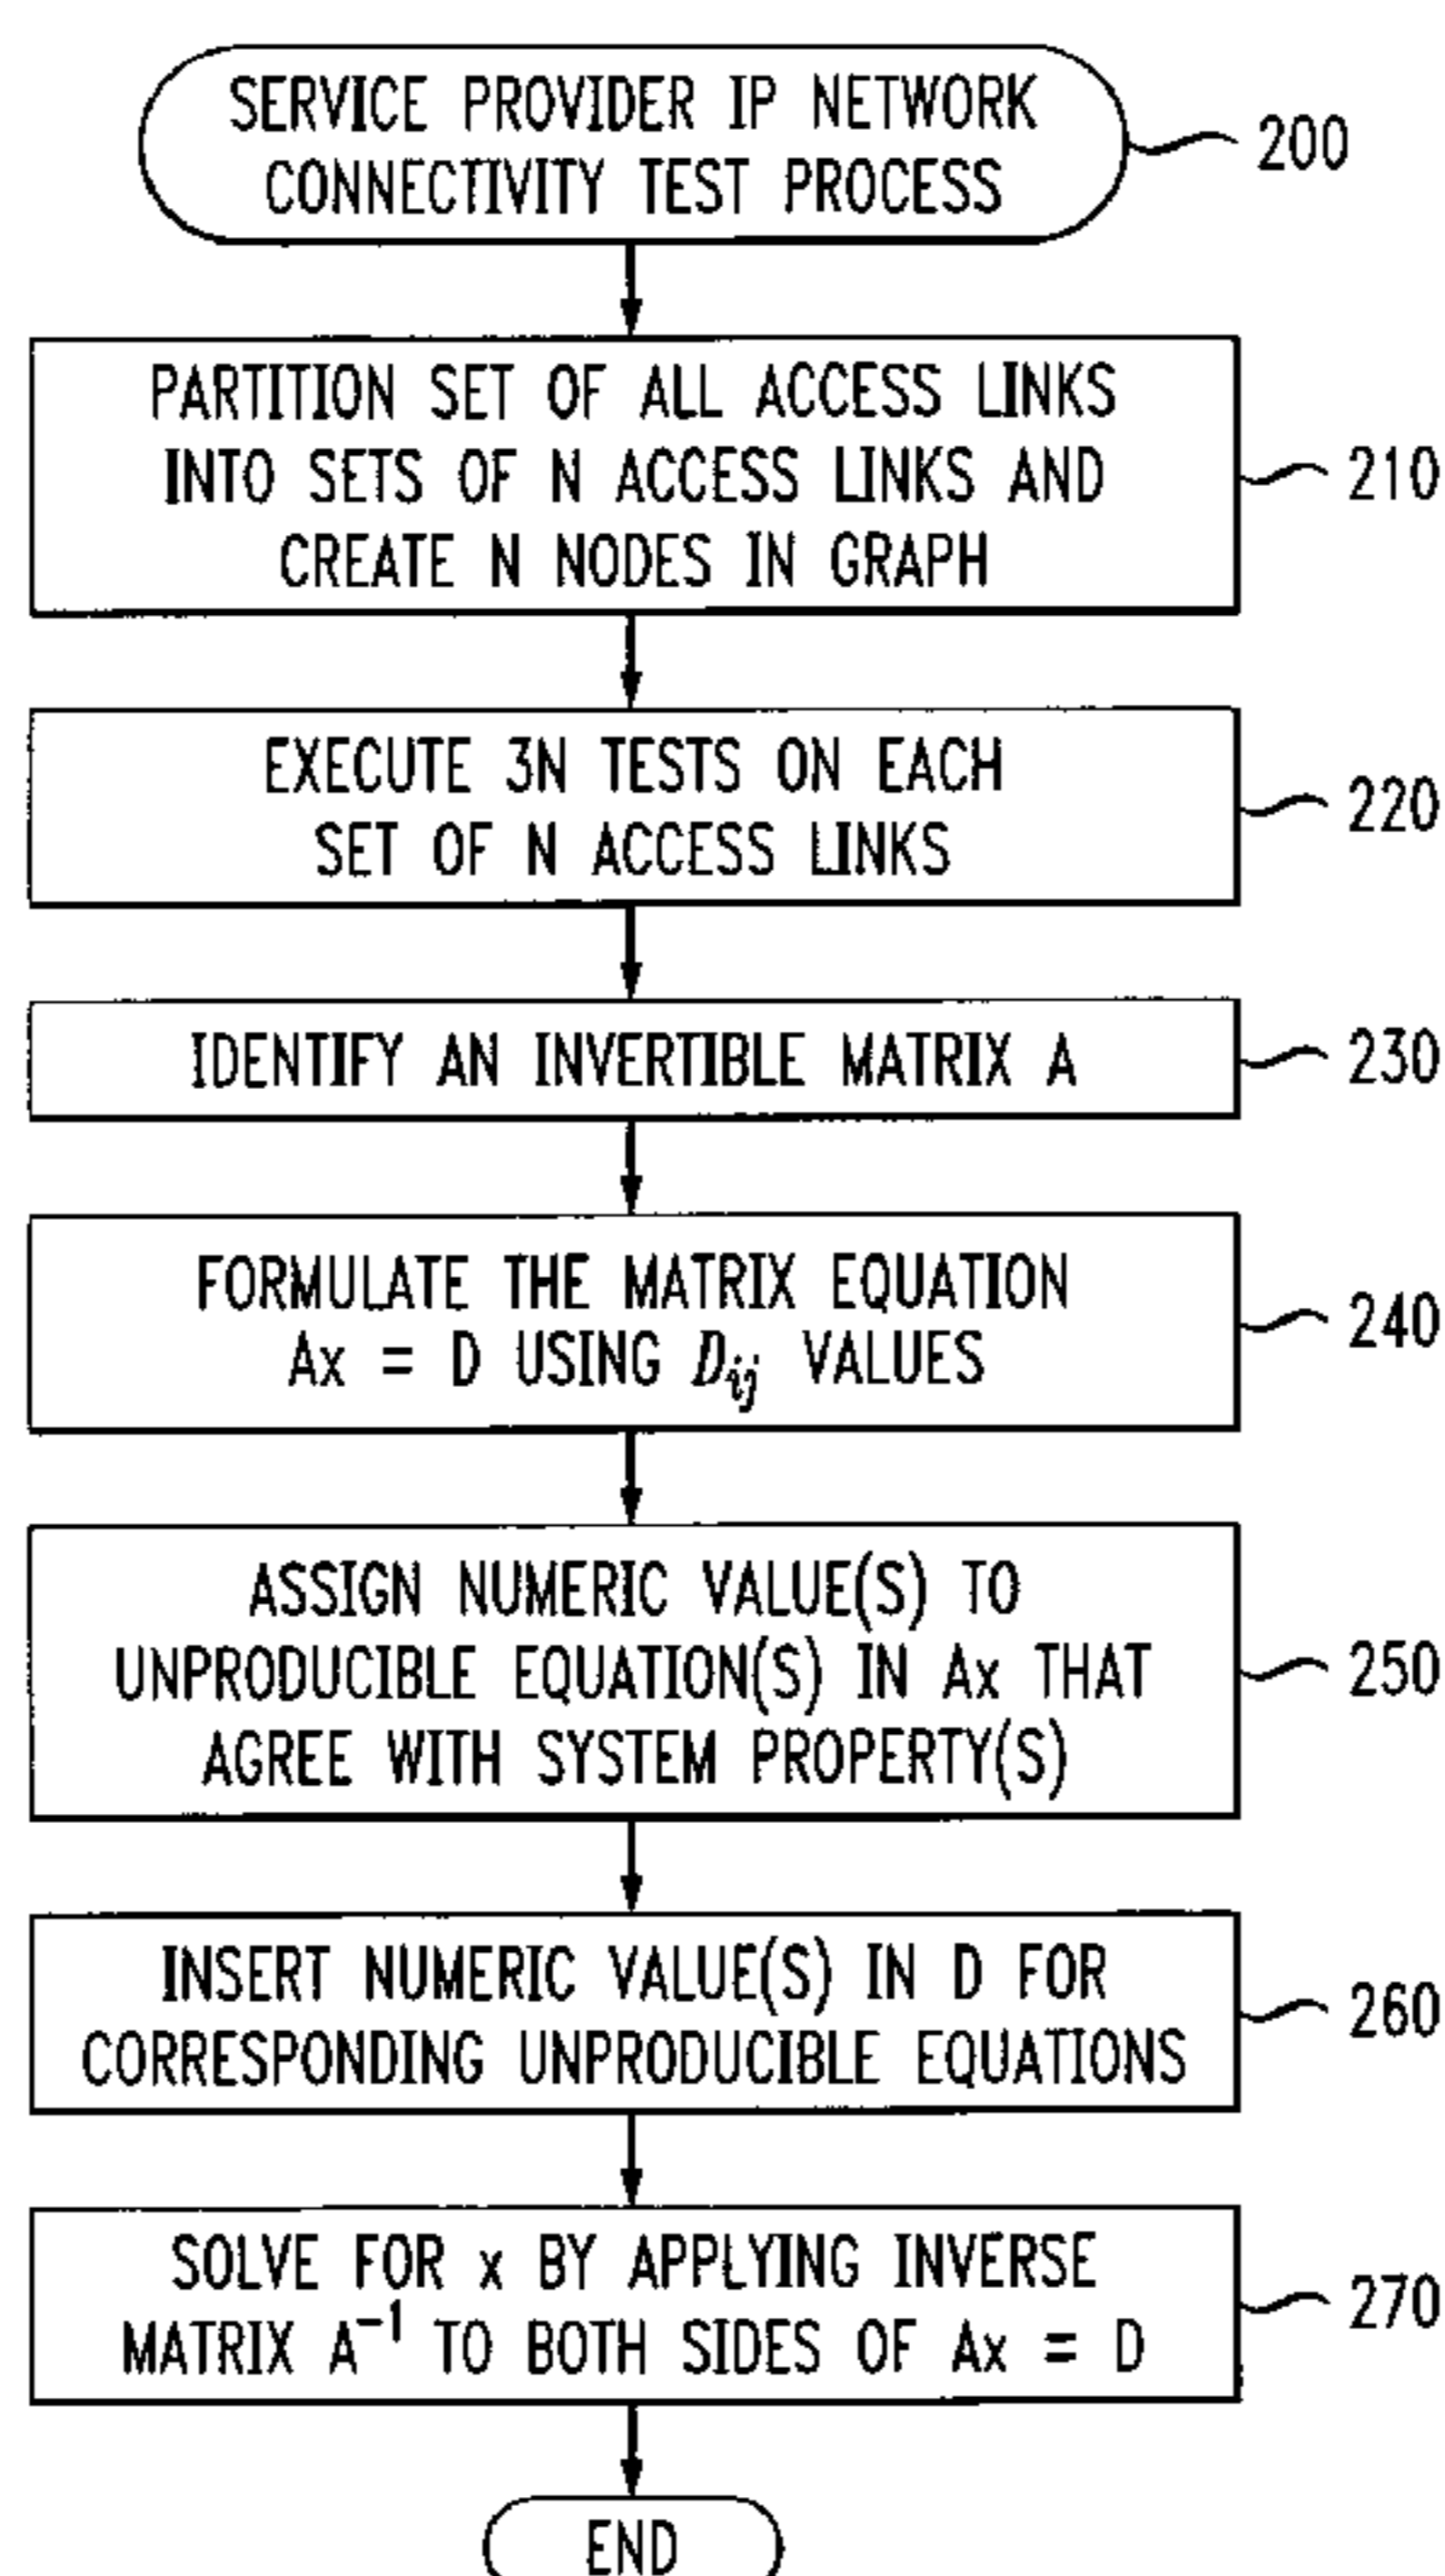 SERVICE PROVIDER IP NETWORK
CONNECTIVITY TEST PROCESS
200
PARTITION SET OF ALL ACCESS LINKS
INTO SETS OF N ACCESS LINKS AND
CREATE N NODES IN GRAPH
210
EXECUTE 3N TESTS ON EACH
SET OF N ACCESS LINKS
220
IDENTIFY AN INVERTIBLE MATRIX A
230
FORMULATE THE MATRIX EQUATION
Ax = D USING D_ij VALUES
240
ASSIGN NUMERIC VALUE(S) TO
UNPRODUCIBLE EQUATION(S) IN Ax THAT
AGREE WITH SYSTEM PROPERTY(S)
250
INSERT NUMERIC VALUE(S) IN D FOR
CORRESPONDING UNPRODUCIBLE EQUATIONS
260
SOLVE FOR x BY APPLYING INVERSE
MATRIX A⁻¹ TO BOTH SIDES OF Ax = D
270
END